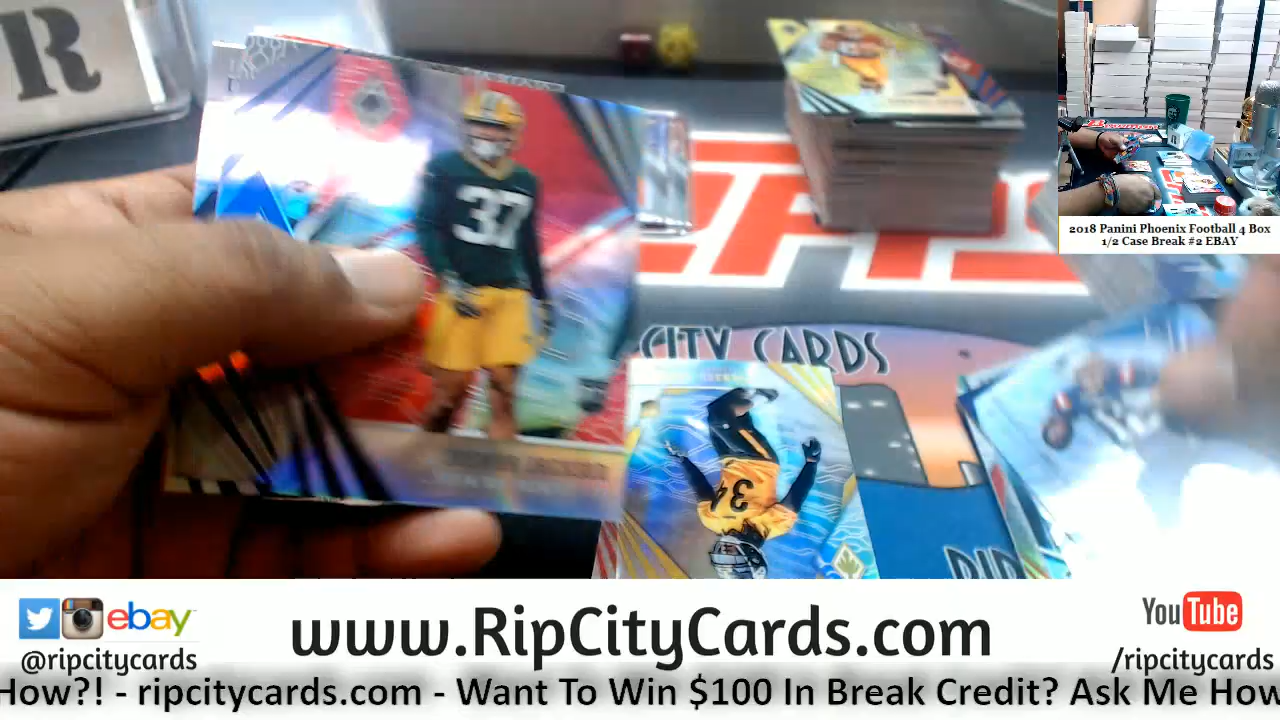 R
37
34
CITY CARDS
RIP
2018 Panini Phoenix Football 4 Box
1/2 Case Break #2 EBAY
ebay
@ripcitycards
www.RipCityCards.com
YouTube
/ripcitycards
How?! - ripcitycards.com - Want To Win $100 In Break Credit? Ask Me How